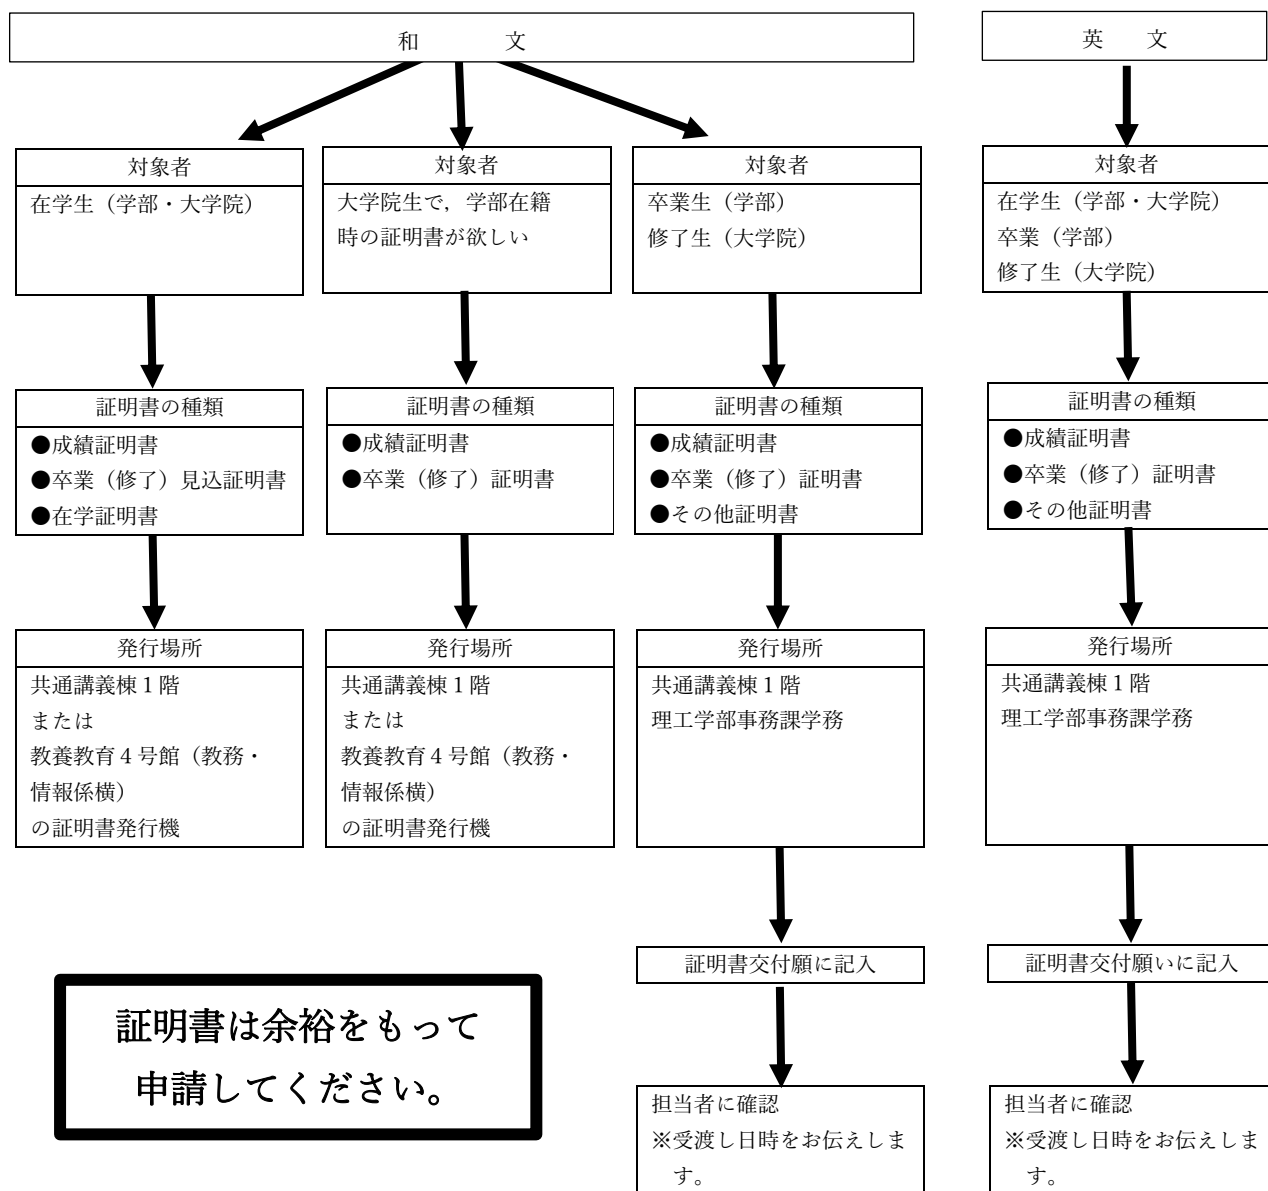 和　　　文
英　文
対象者
在学生（学部・大学院）
対象者
大学院生で，学部在籍
時の証明書が欲しい
対象者
卒業生（学部）
修了生（大学院）
対象者
在学生（学部・大学院）
卒業（学部）
修了生（大学院）
証明書の種類
●成績証明書
●卒業（修了）見込証明書
●在学証明書
証明書の種類
●成績証明書
●卒業（修了）証明書
証明書の種類
●成績証明書
●卒業（修了）証明書
●その他証明書
証明書の種類
●成績証明書
●卒業（修了）証明書
●その他証明書
発行場所
共通講義棟１階
または
教養教育４号館（教務・
情報係横）
の証明書発行機
発行場所
共通講義棟１階
または
教養教育４号館（教務・
情報係横）
の証明書発行機
発行場所
共通講義棟１階
理工学部事務課学務
発行場所
共通講義棟１階
理工学部事務課学務
証明書交付願に記入
証明書交付願いに記入
証明書は余裕をもって
申請してください。
担当者に確認
※受渡し日時をお伝えしま
す。
担当者に確認
※受渡し日時をお伝えしま
す。